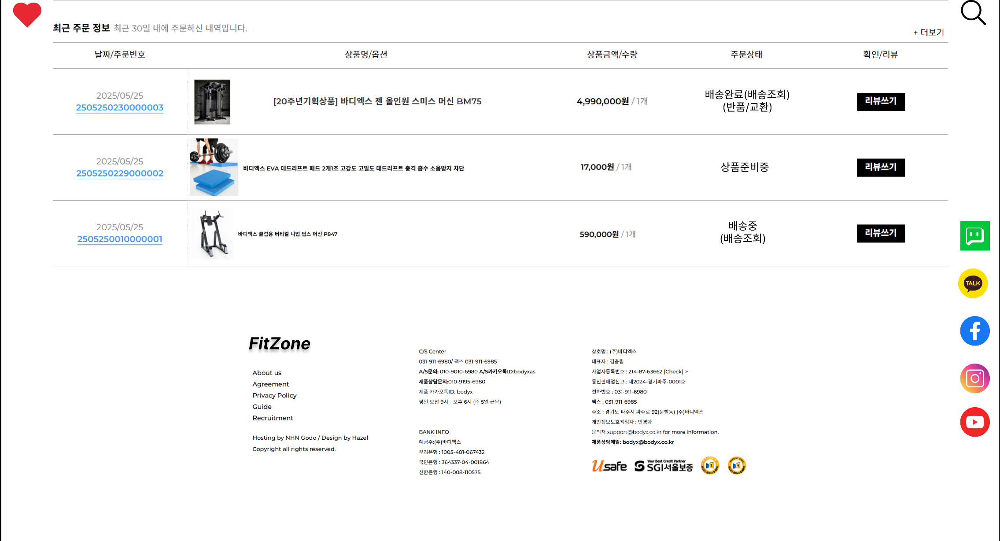 최근 주문 정보 최근 30일 내에 주문하신 내역입니다.
+ 더보기
날짜/주문번호 상품명/옵션 상품금액/수량 주문상태 확인/리뷰
2025/05/25
2505250230000003
[20주년기획상품] 바디엑스 젠 올인원 스미스 머신 BM75
4,990,000원 / 1개
배송완료(배송조회)
(반품/교환)
리뷰쓰기
2025/05/25
2505250229000002
바디엑스 EVA 데드리프트 패드 2개1조 고강도 고밀도 데드리프트 충격 흡수 소음방지 차단
17,000원 / 1개
상품준비중
리뷰쓰기
2025/05/25
2505250010000001
바디엑스 클럽용 버티컬 니업 딥스 머신 P847
590,000원 / 1개
배송중
(배송조회)
리뷰쓰기
TALK
FitZone
About us
Agreement
Privacy Policy
Guide
Recruitment
Hosting by NHN Godo / Design by Hazel
Copyright all rights reserved.
C/S Center
031-911-6980/ 팩스 031-911-6985
A/S문의: 010-9010-6980 A/S카카오톡ID:bodyxas
제품상담문의:010-9195-6980
제품 카카오톡ID: bodyx
평일 오전 9시 - 오후 6시 (주 5일 근무)
BANK INFO
예금주:(주)바디엑스
우리은행 : 1005-401-067432
국민은행 : 364337-04-001864
신한은행 : 140-008-110575
상호명 : (주)바디엑스
대표자 : 김충림
사업자등록번호 : 214-87-63662 [Check] >
통신판매업신고 : 제2024-경기파주-0001호
전화번호 : 031-911-6980
팩스 : 031-911-6985
주소 : 경기도 파주시 파주로 92(문발동) (주)바디엑스
개인정보보호책임자 : 인경화
문의처 support@bodyx.co.kr for more information.
제품상담메일: bodyx@bodyx.co.kr
Usafe
Your Best Credit Partner
SGI서울보증